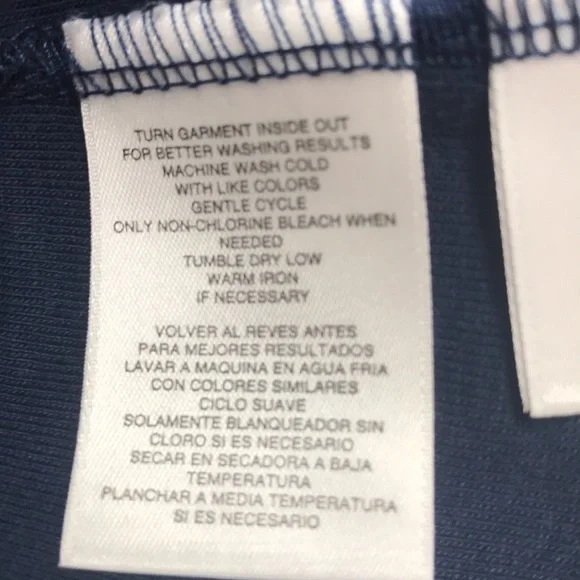 TURN GARMENT INSIDE OUT
FOR BETTER WASHING RESULTS
MACHINE WASH COLD
WITH LIKE COLORS
GENTLE CYCLE
ONLY NON-CHLORINE BLEACH WHEN
NEEDED
TUMBLE DRY LOW
WARM IRON
IF NECESSARY
VOLVER AL REVES ANTES
PARA MEJORES RESULTADOS
LAVAR A MAQUINA EN AGUA FRIA
CON COLORES SIMILARES
CICLO SUAVE
SOLAMENTE BLANQUEADOR SIN
CLORO SI ES NECESARIO
SECAR EN SECADORA A BAJA
TEMPERATURA
PLANCHAR A MEDIA TEMPERATURA
SI ES NECESARIO